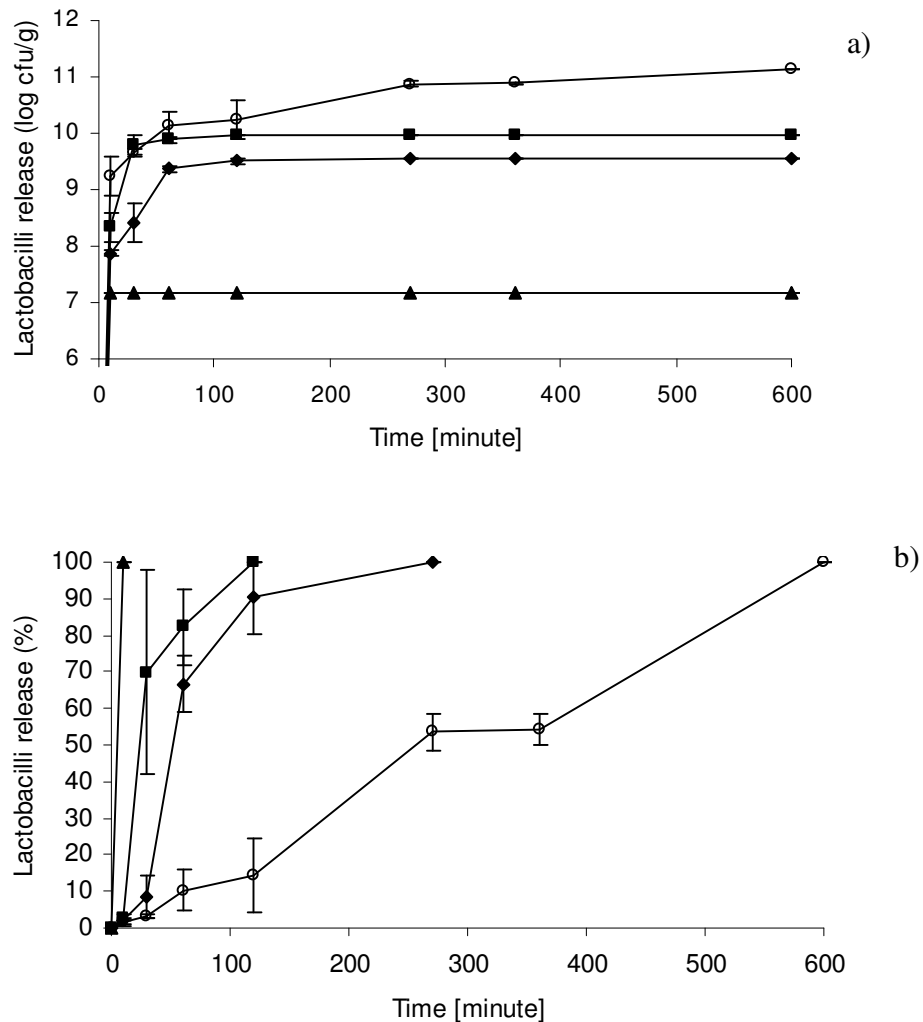 a)
Lactobacilli release (log cfu/g)
12
11
10
9
8
7
6
0 100 200 300 400 500 600
Time [minute]
b)
Lactobacilli release (%)
100
90
80
70
60
50
40
30
20
10
0
0 100 200 300 400 500 600
Time [minute]